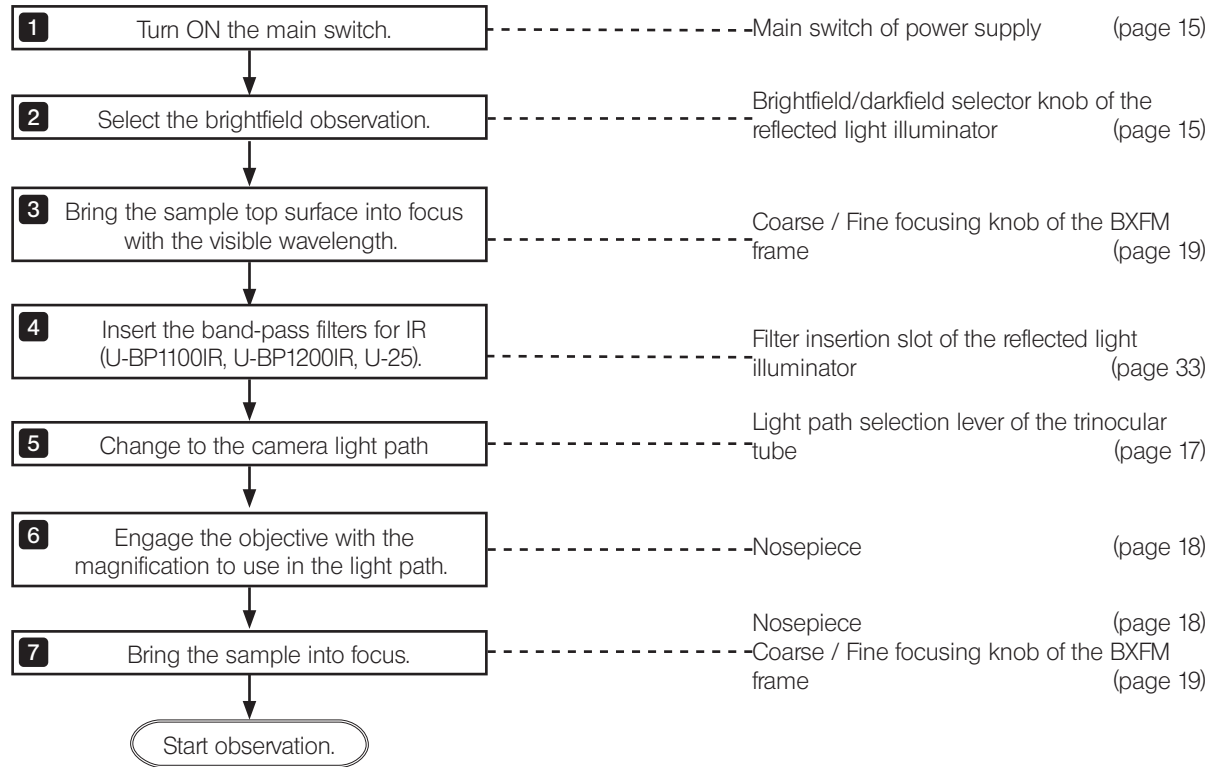 1 Turn ON the main switch.
Main switch of power supply (page 15)
2 Select the brightfield observation.
Brightfield/darkfield selector knob of the
reflected light illuminator (page 15)
3 Bring the sample top surface into focus
with the visible wavelength.
Coarse / Fine focusing knob of the BXFM
frame (page 19)
4 Insert the band-pass filters for IR
(U-BP1100IR, U-BP1200IR, U-25).
Filter insertion slot of the reflected light
illuminator (page 33)
5 Change to the camera light path
Light path selection lever of the trinocular
tube (page 17)
6 Engage the objective with the
magnification to use in the light path.
Nosepiece (page 18)
7 Bring the sample into focus.
Nosepiece (page 18)
Coarse / Fine focusing knob of the BXFM
frame (page 19)
Start observation.